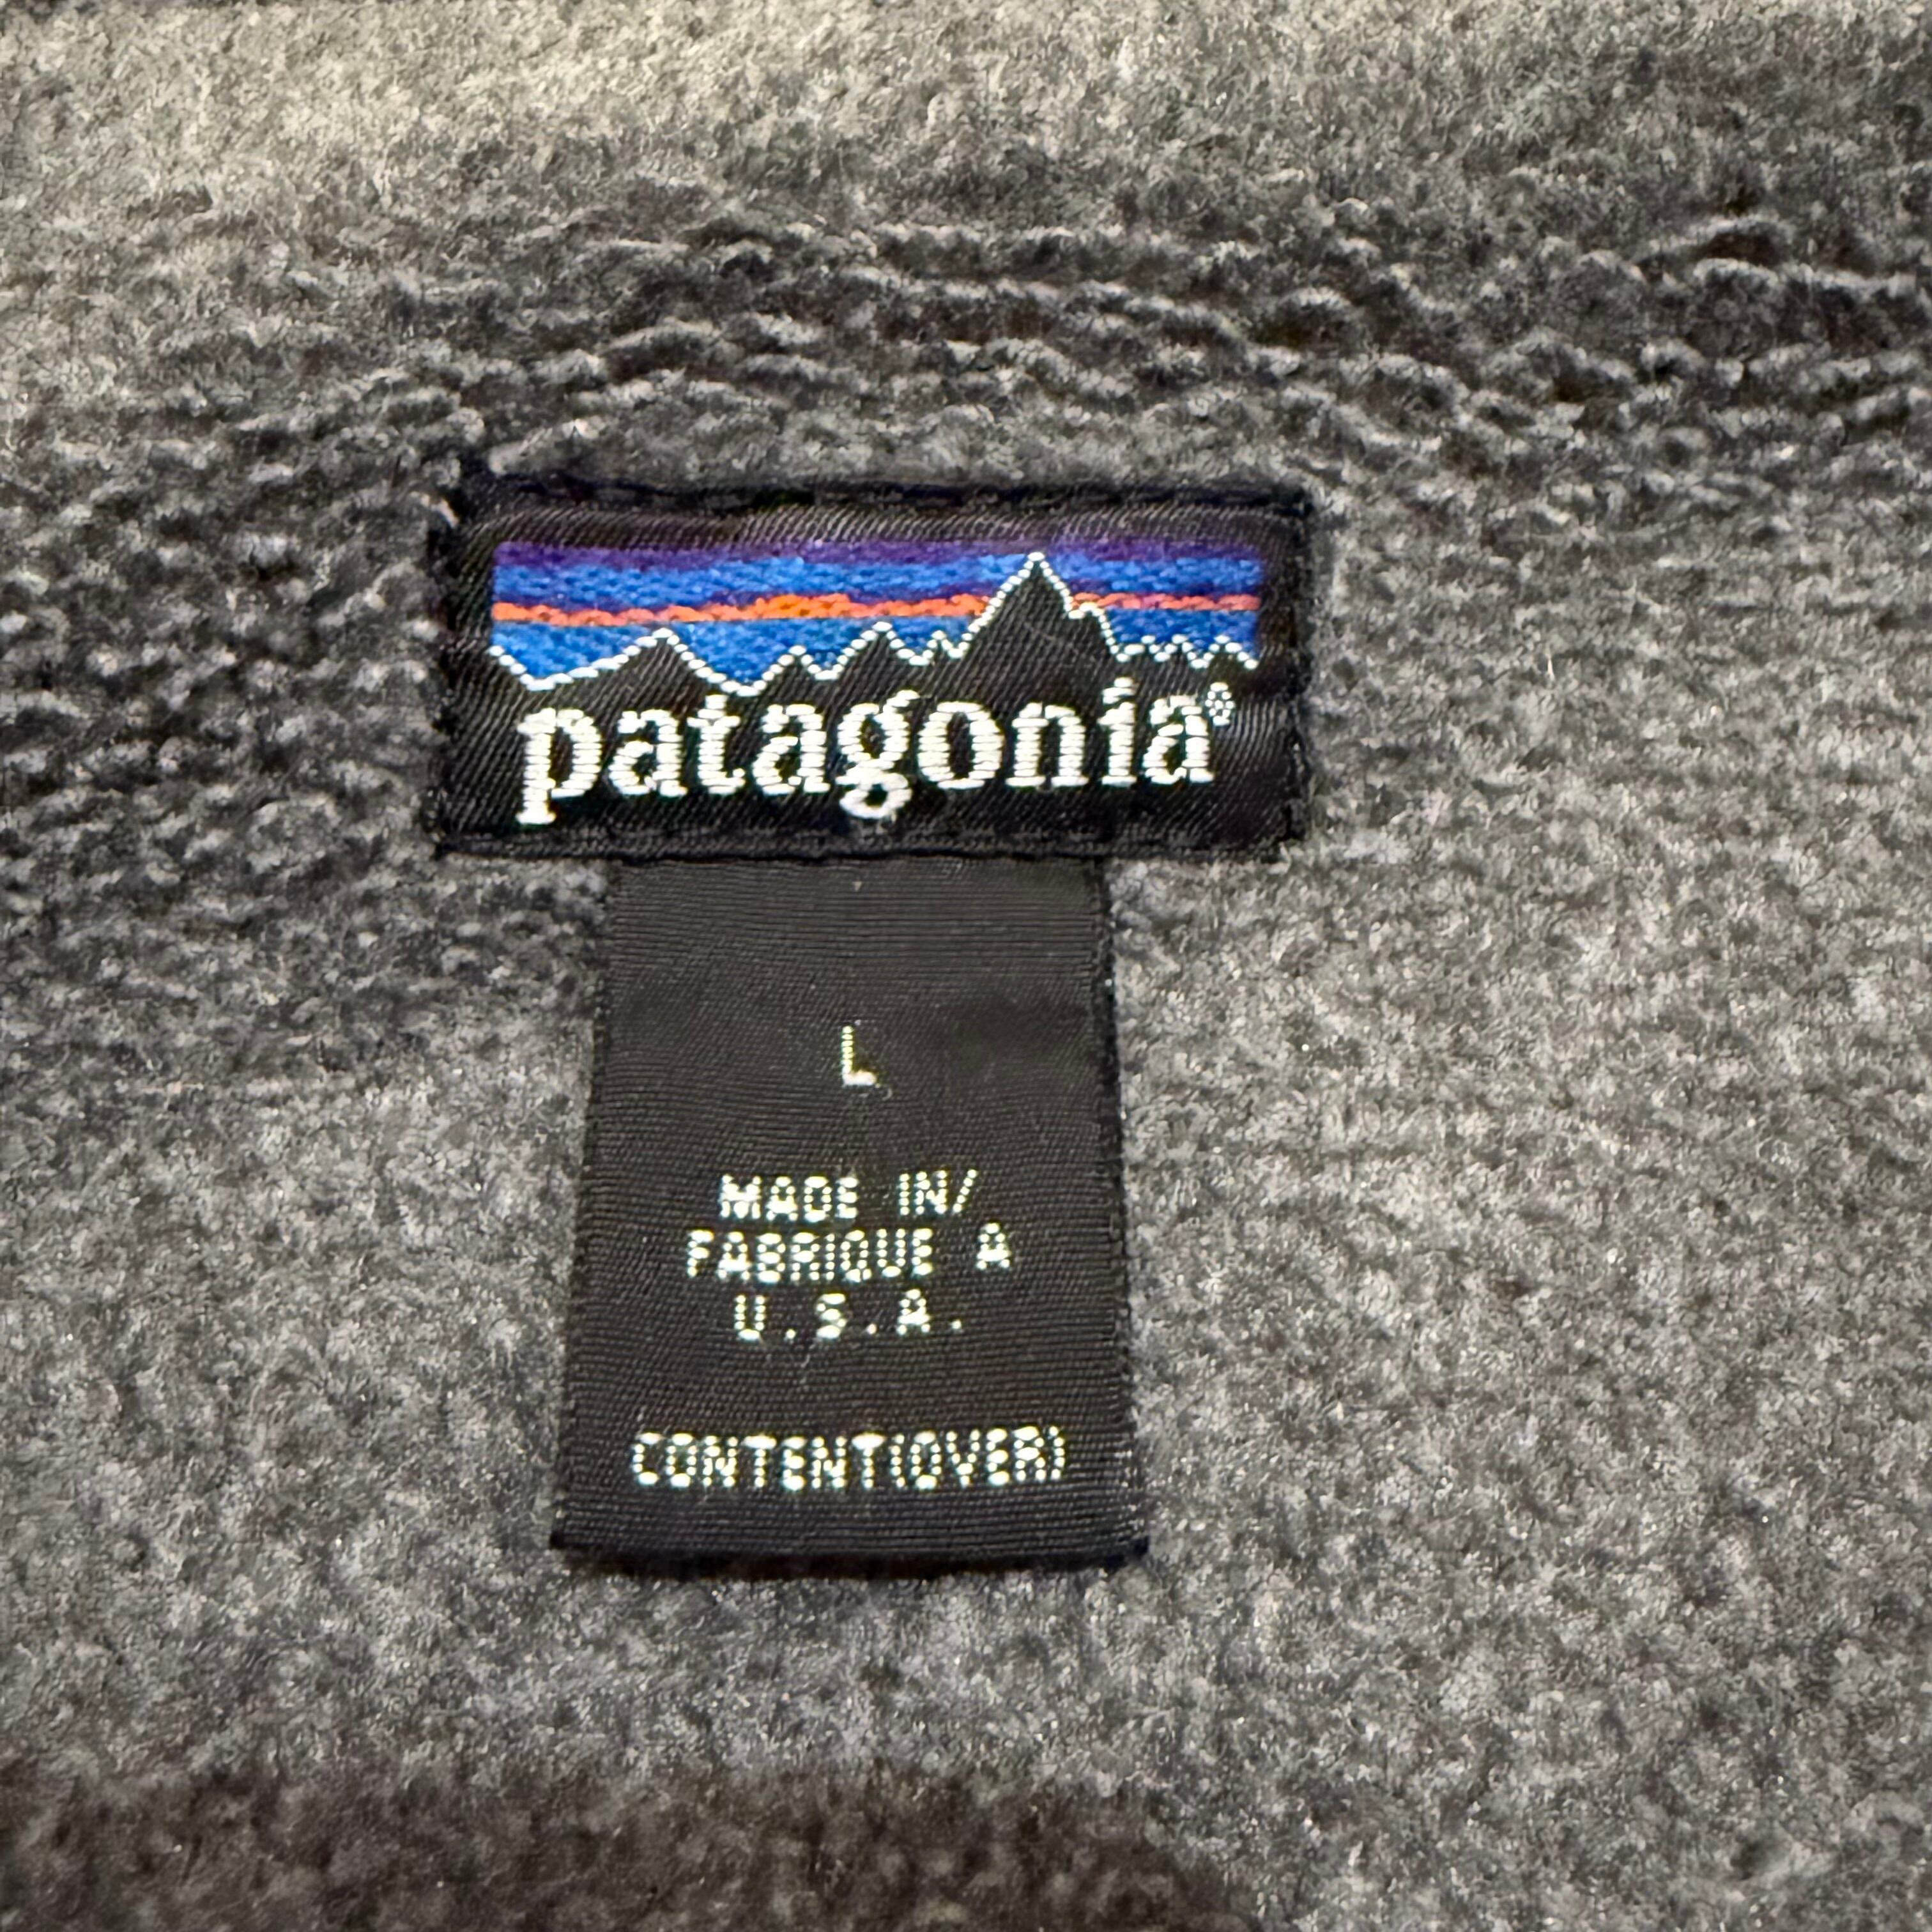 patagonia®
L
MADE IN/
FABRIQUE A
U.S.A.
CONTENT(OVER)